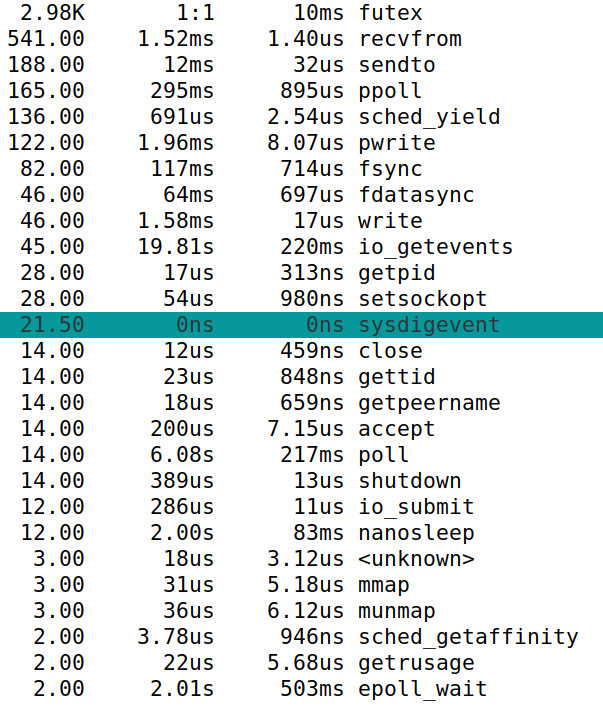 2.98K 1:1 10ms futex
541.00 1.52ms 1.40us recvfrom
188.00 12ms 32us sendto
165.00 295ms 895us ppoll
136.00 691us 2.54us sched_yield
122.00 1.96ms 8.07us pwrite
82.00 117ms 714us fsync
46.00 64ms 697us fdatasync
46.00 1.58ms 17us write
45.00 19.81s 220ms io_getevents
28.00 17us 313ns getpid
28.00 54us 980ns setsockopt
21.50 0ns 0ns sysdigevent
14.00 12us 459ns close
14.00 23us 848ns gettid
14.00 18us 659ns getpeername
14.00 200us 7.15us accept
14.00 6.08s 217ms poll
14.00 389us 13us shutdown
12.00 286us 11us io_submit
12.00 2.00s 83ms nanosleep
3.00 18us 3.12us <unknown>
3.00 31us 5.18us mmap
3.00 36us 6.12us munmap
2.00 3.78us 946ns sched_getaffinity
2.00 22us 5.68us getrusage
2.00 2.01s 503ms epoll_wait